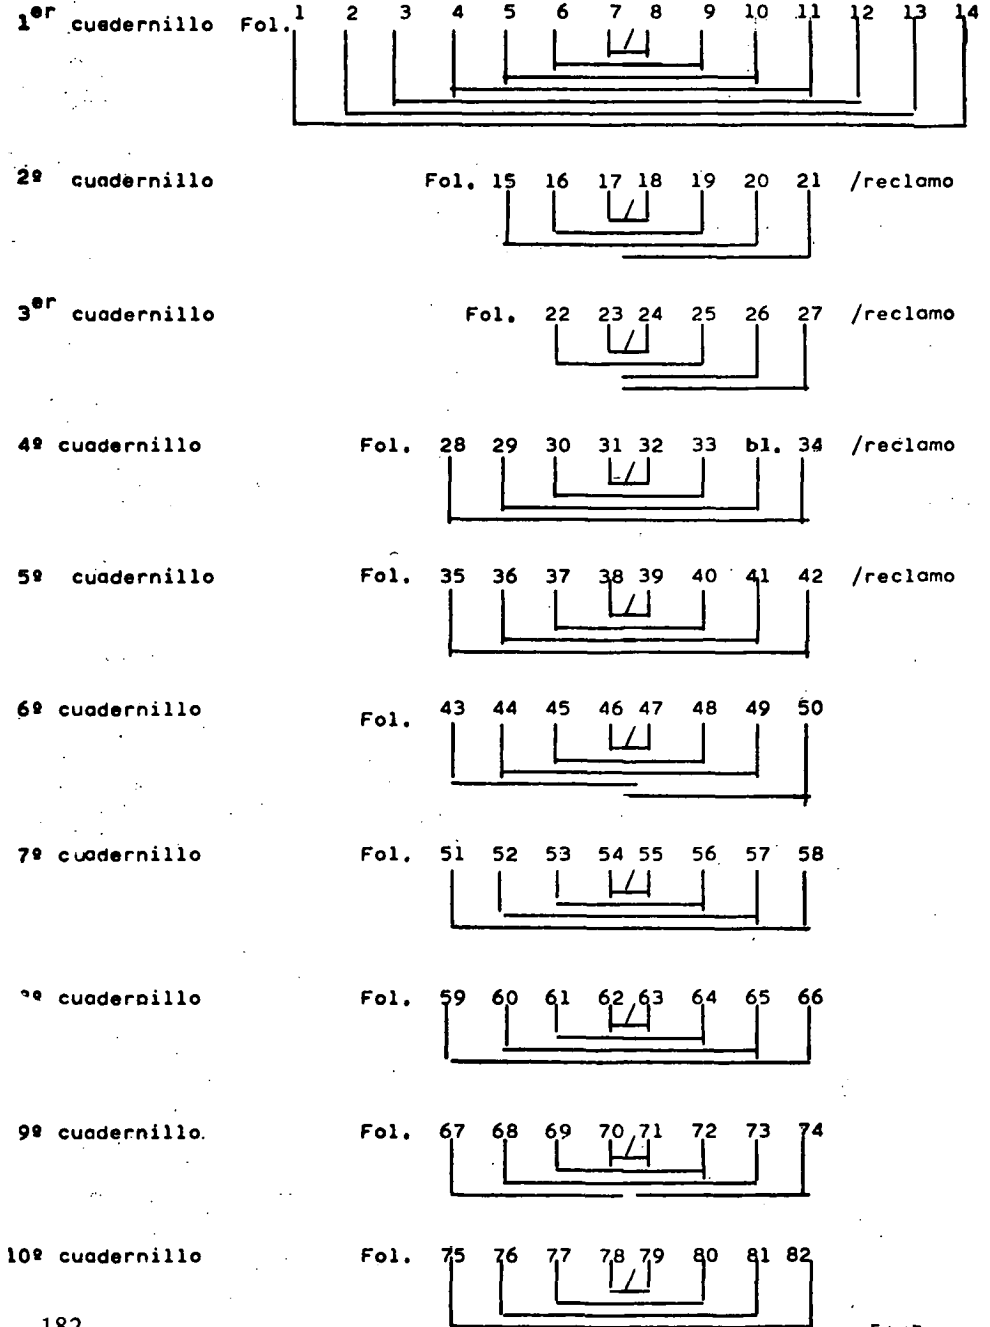 1er cuadernillo Fol. 1 2 3 4 5 6 7 / 8 9 10 11 12 13 14
2º cuadernillo Fol. 15 16 17 / 18 19 20 21 /reclamo
3er cuadernillo Fol. 22 23 / 24 25 26 27 /reclamo
4º cuadernillo Fol. 28 29 30 31 / 32 33 bl. 34 /reclamo
5º cuadernillo Fol. 35 36 37 38 / 39 40 41 42 /reclamo
6º cuadernillo Fol. 43 44 45 46 / 47 48 49 50
7º cuadernillo Fol. 51 52 53 54 / 55 56 57 58
cuadernillo Fol. 59 60 61 62 / 63 64 65 66
9º cuadernillo. Fol. 67 68 69 70 / 71 72 73 74
10º cuadernillo Fol. 75 76 77 78 / 79 80 81 82
182